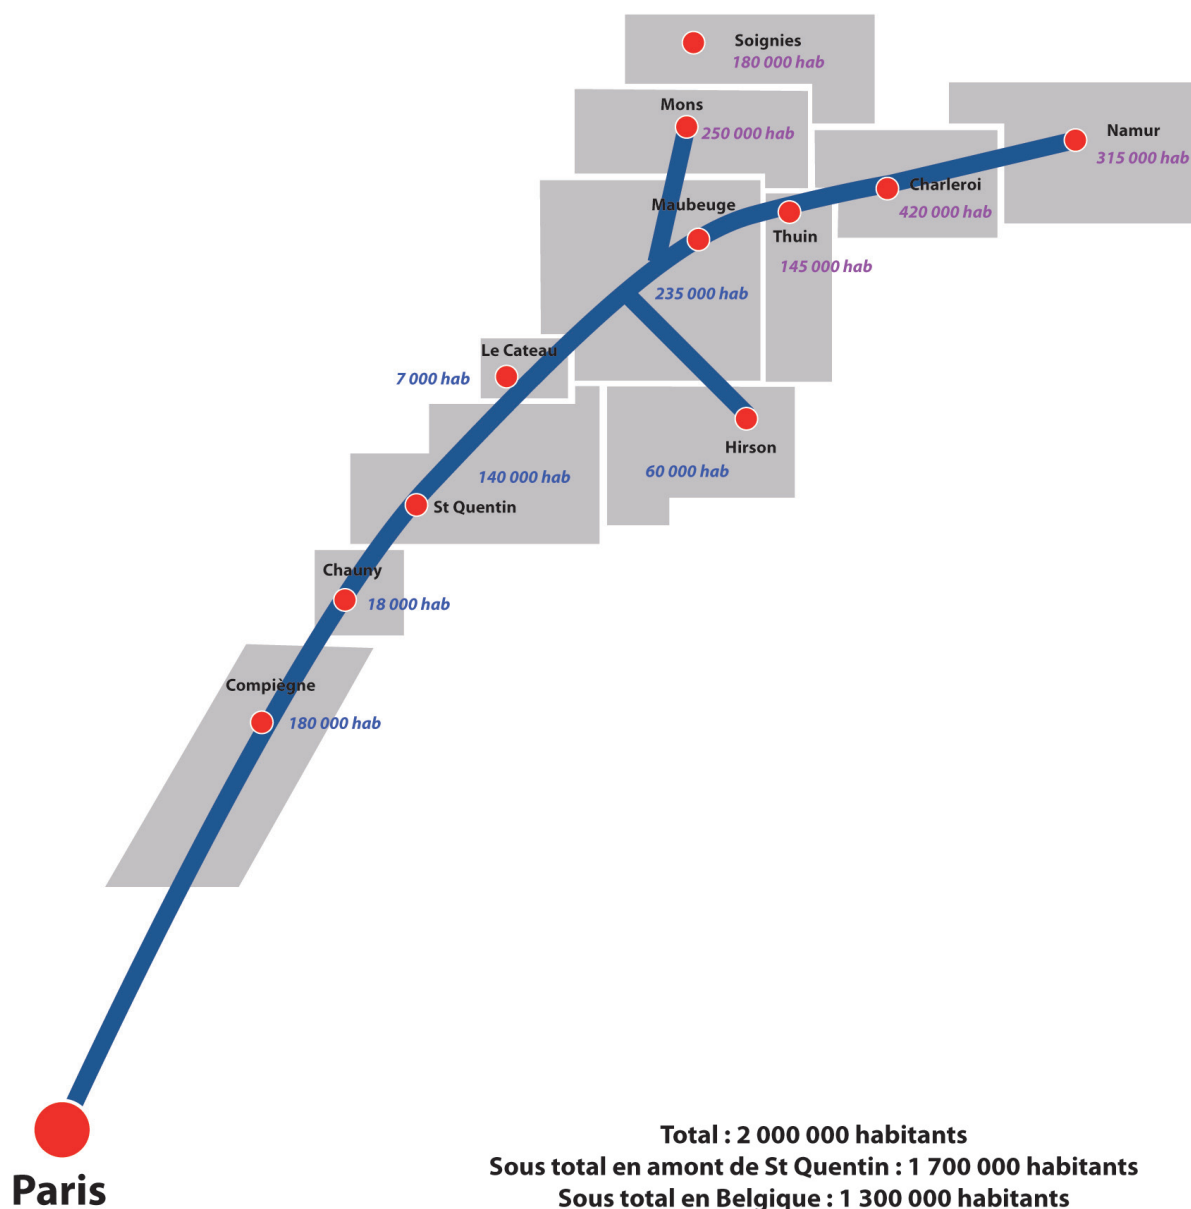 Soignies
180 000 hab
Mons
250 000 hab
Namur
315 000 hab
Charleroi
420 000 hab
Maubeuge
Thuin
145 000 hab
235 000 hab
Le Cateau
7 000 hab
Hirson
60 000 hab
140 000 hab
St Quentin
Chauny
18 000 hab
Compiègne
180 000 hab
Paris
Total : 2 000 000 habitants
Sous total en amont de St Quentin : 1 700 000 habitants
Sous total en Belgique : 1 300 000 habitants